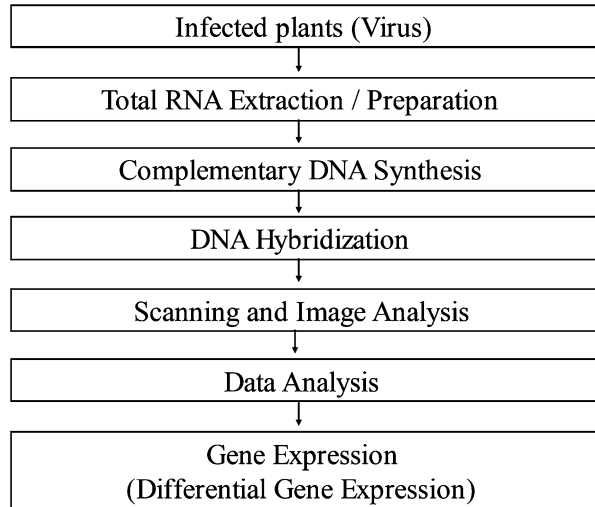 Infected plants (Virus)
Total RNA Extraction / Preparation
Complementary DNA Synthesis
DNA Hybridization
Scanning and Image Analysis
Data Analysis
Gene Expression
(Differential Gene Expression)